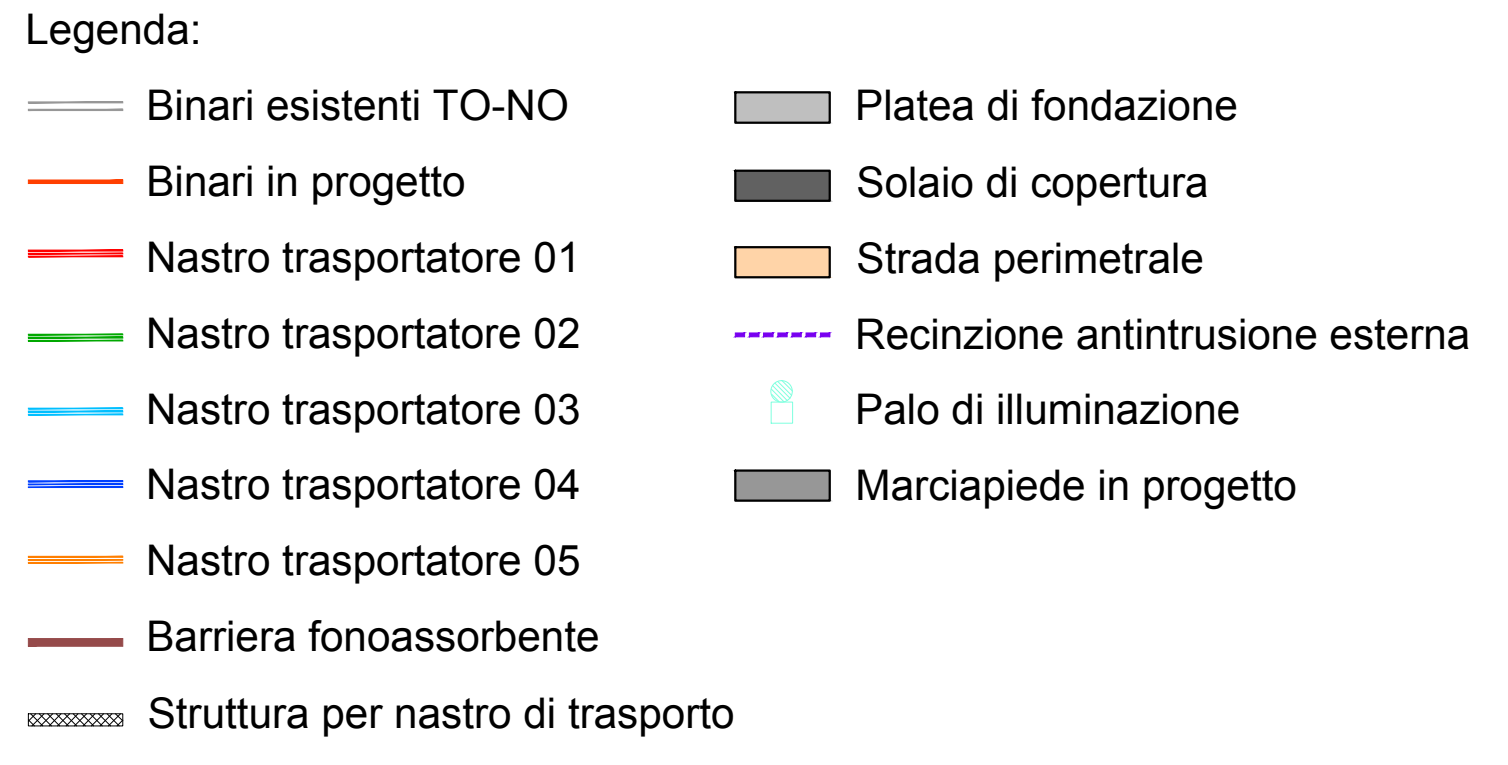 Legenda:
Binari esistenti TO-NO
Binari in progetto
Nastro trasportatore 01
Nastro trasportatore 02
Nastro trasportatore 03
Nastro trasportatore 04
Nastro trasportatore 05
Barriera fonoassorbente
Struttura per nastro di trasporto
Platea di fondazione
Solaio di copertura
Strada perimetrale
Recinzione antintrusione esterna
Palo di illuminazione
Marciapiede in progetto